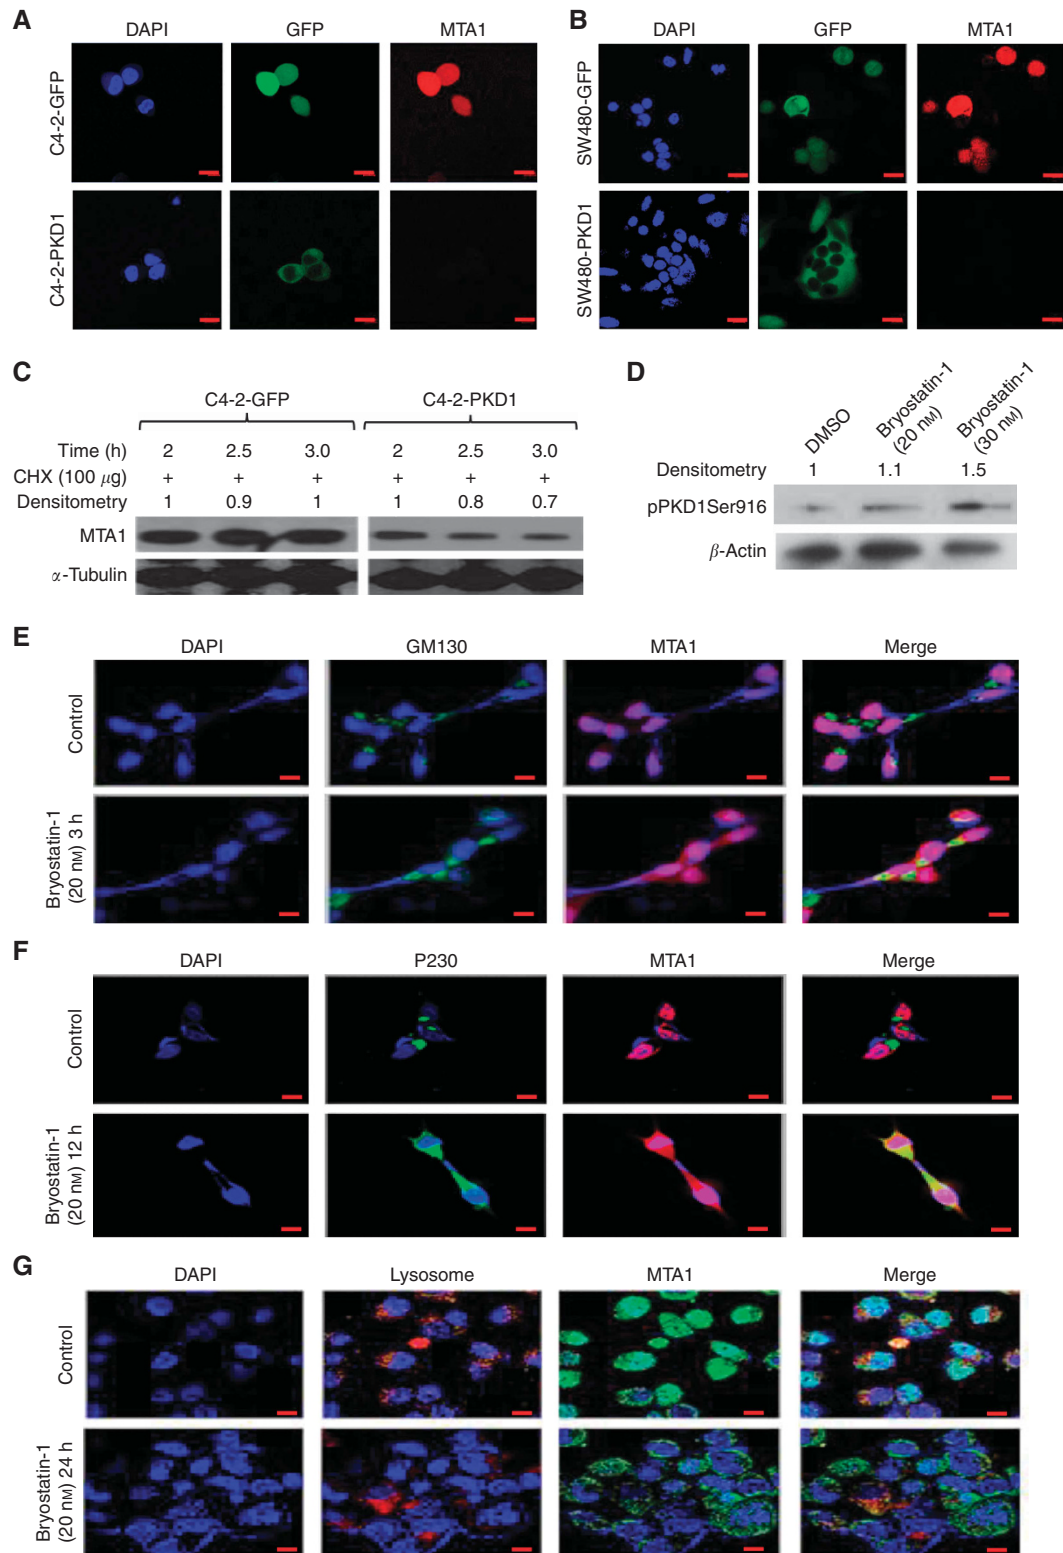 A
DAPI GFP MTA1
C4-2-GFP
C4-2-PKD1
B
DAPI GFP MTA1
SW480-GFP
SW480-PKD1
C
C4-2-GFP C4-2-PKD1
Time (h) 2 2.5 3.0 2 2.5 3.0
CHX (100 μg) + + + + + +
Densitometry 1 0.9 1 1 0.8 0.7
MTA1
α-Tubulin
D
DMSO
Bryostatin-1
(20 nM)
Bryostatin-1
(30 nM)
Densitometry 1 1.1 1.5
pPKD1Ser916
β-Actin
E
DAPI GM130 MTA1 Merge
Control
Bryostatin-1
(20 nM) 3 h
F
DAPI P230 MTA1 Merge
Control
Bryostatin-1
(20 nM) 12 h
G
DAPI Lysosome MTA1 Merge
Control
Bryostatin-1
(20 nM) 24 h